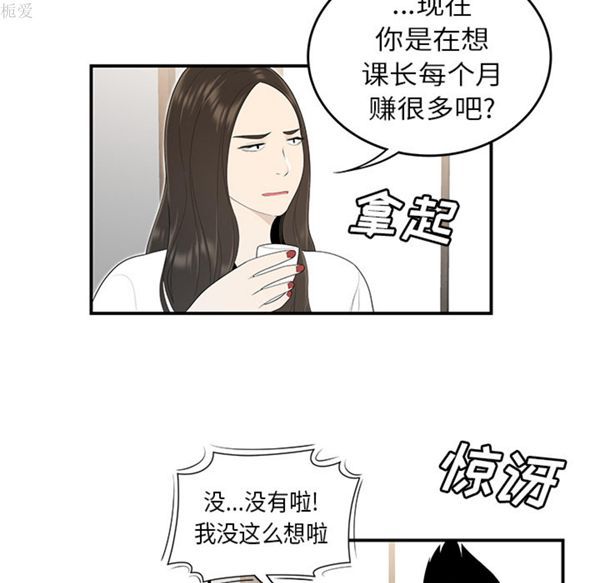 栀爱
...现在
你是在想
课长每个月
赚很多吧?
拿起
惊讶
没...没有啦!
我没这么想啦